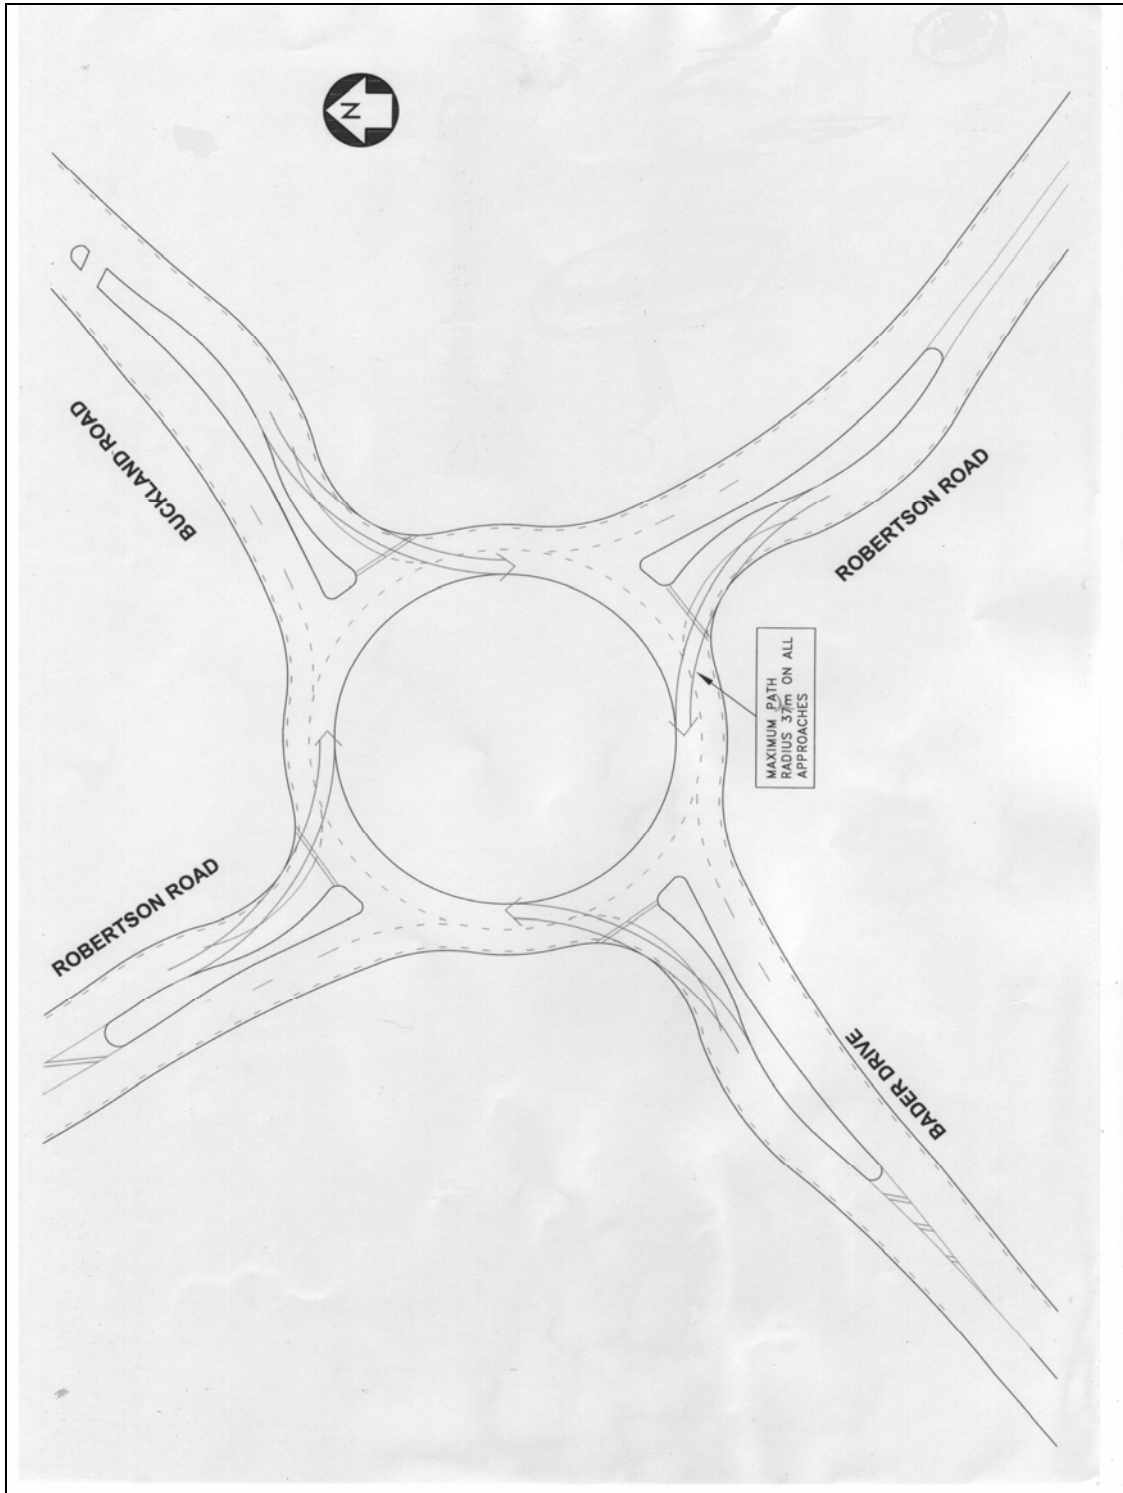 N
BUCKLAND ROAD
ROBERTSON ROAD
MAXIMUM PATH
RADIUS 37m ON ALL
APPROACHES
ROBERTSON ROAD
BADER DRIVE